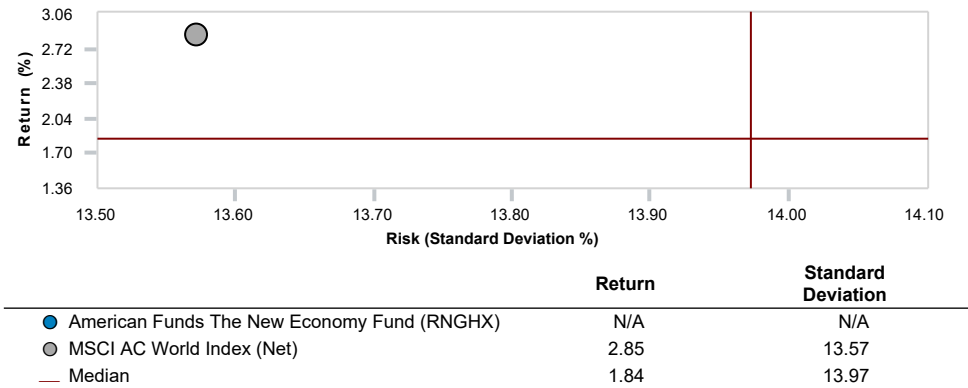 3.06
2.72
2.38
2.04
1.70
1.36
Return (%)
13.50 13.60 13.70 13.80 13.90 14.00 14.10
Risk (Standard Deviation %)
Return Standard Deviation
American Funds The New Economy Fund (RNGHX) N/A N/A
MSCI AC World Index (Net) 2.85 13.57
Median 1.84 13.97